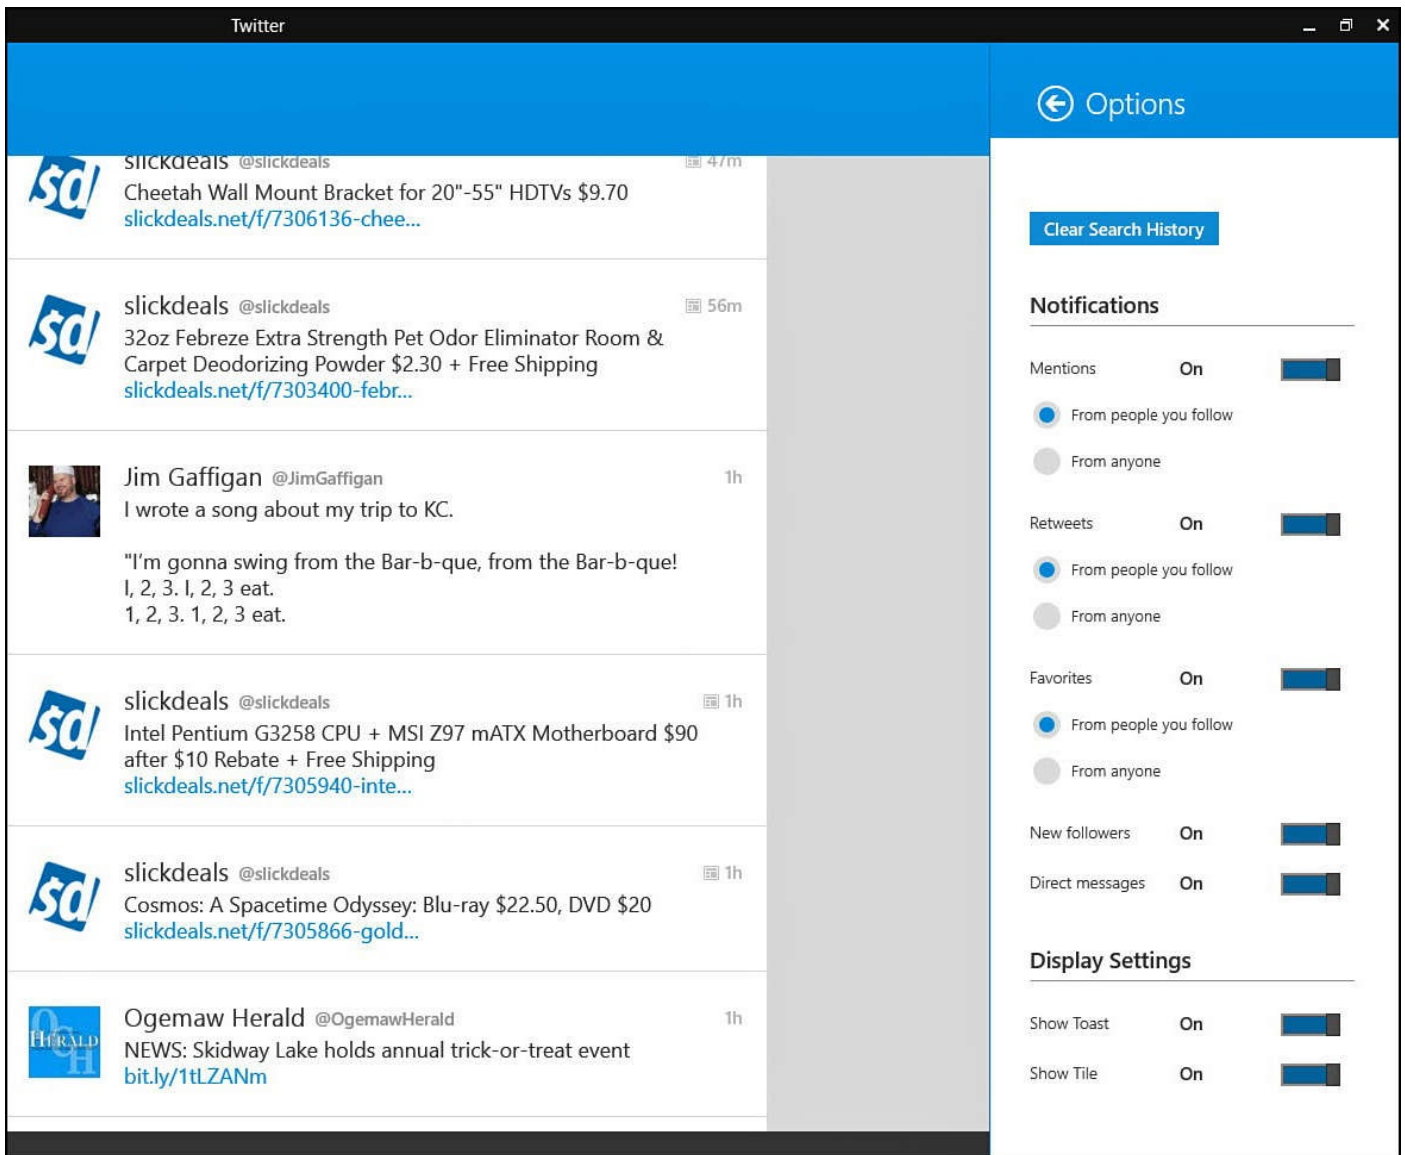 Twitter
Options
slickdeals @slickdeals 47m
Cheetah Wall Mount Bracket for 20"-55" HDTVs $9.70
slickdeals.net/f/7306136-chee...
slickdeals @slickdeals 56m
32oz Febreze Extra Strength Pet Odor Eliminator Room &
Carpet Deodorizing Powder $2.30 + Free Shipping
slickdeals.net/f/7303400-febr...
Jim Gaffigan @JimGaffigan 1h
I wrote a song about my trip to KC.
"I'm gonna swing from the Bar-b-que, from the Bar-b-que!
I, 2, 3. I, 2, 3 eat.
1, 2, 3. 1, 2, 3 eat.
slickdeals @slickdeals 1h
Intel Pentium G3258 CPU + MSI Z97 mATX Motherboard $90
after $10 Rebate + Free Shipping
slickdeals.net/f/7305940-inte...
slickdeals @slickdeals 1h
Cosmos: A Spacetime Odyssey: Blu-ray $22.50, DVD $20
slickdeals.net/f/7305866-gold...
HERALD
OCH
Ogemaw Herald @OgemawHerald 1h
NEWS: Skidway Lake holds annual trick-or-treat event
bit.ly/1tLZANm
Clear Search History
Notifications
Mentions On
From people you follow
From anyone
Retweets On
From people you follow
From anyone
Favorites On
From people you follow
From anyone
New followers On
Direct messages On
Display Settings
Show Toast On
Show Tile On